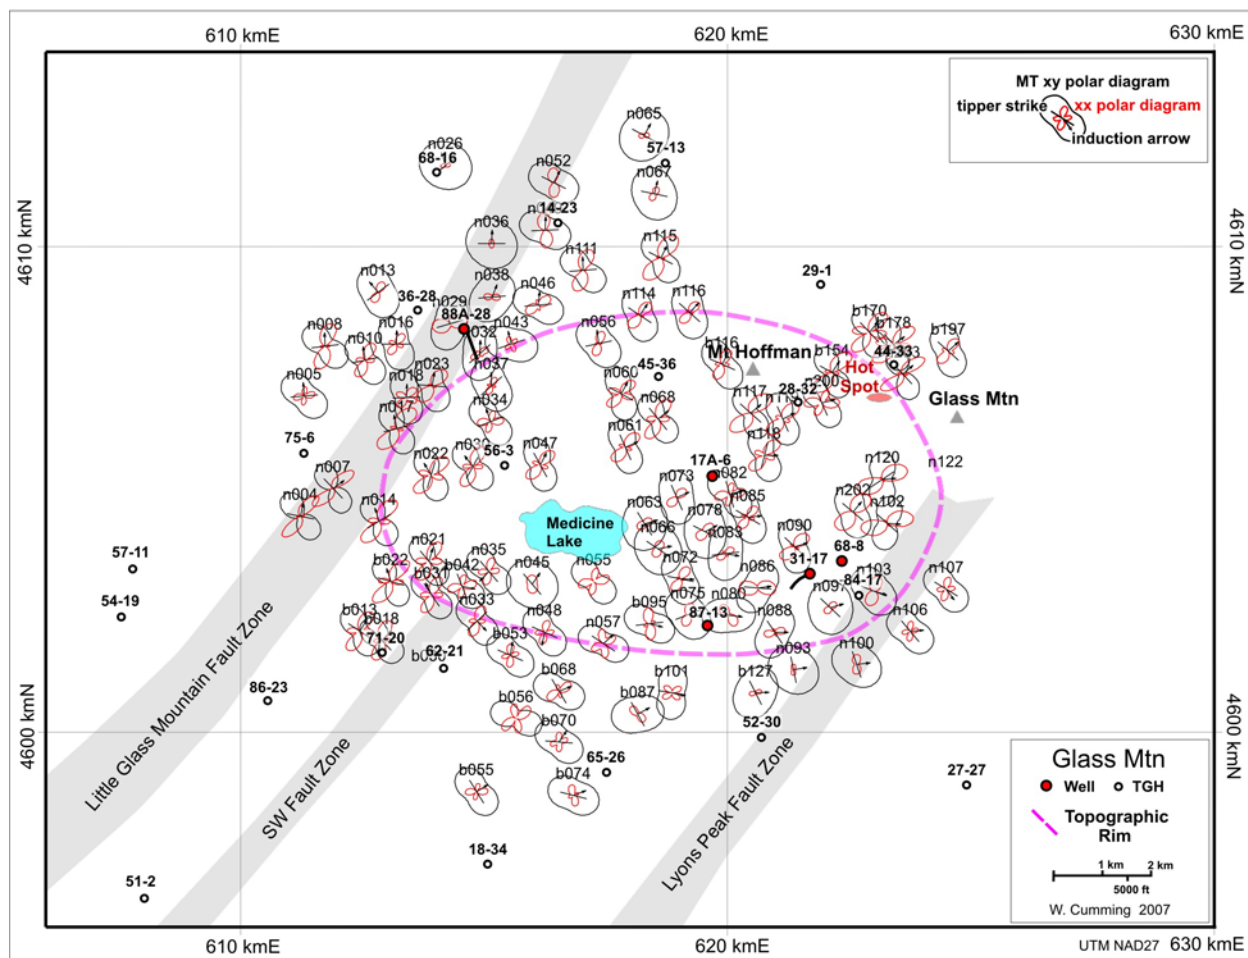 610 kmE
620 kmE
630 kmE
MT xy polar diagram
tipper strike
xx polar diagram
induction arrow
4610 kmN
4610 kmN
n065
57-13
n026
68-16
n052
n067
14-23
n036
n115
n111
29-1
n013
n038
n046
36-28
n029
88A-28
n114
n116
b170
b178
n008
n016
n010
n032
n043
n056
b116
Mt Hoffman
b154
44-33
b197
n005
n018
n023
n037
45-36
n060
Hot
Spot
n117
28-32
n200
Glass Mtn
n017
n034
n068
n061
n118
75-6
n007
n022
56-3
n047
17A-6
n073
n082
n120
n122
n004
n014
n063
n085
n202
n102
Medicine
Lake
n078
n066
n083
n090
68-8
31-17
57-11
n021
n035
b042
b022
b031
n045
n055
n072
n086
84-17
n103
n107
54-19
n033
n075
n080
n097
b095
87-13
n088
n106
b013
b018
n048
n057
71-20
b053
62-21
n093
n100
b068
b101
b127
86-23
b056
b087
b070
52-30
65-26
b055
b074
27-27
18-34
51-2
4600 kmN
4600 kmN
Little Glass Mountain Fault Zone
SW Fault Zone
Lyons Peak Fault Zone
Glass Mtn
Well
TGH
Topographic
Rim
1 km
2 km
5000 ft
W. Cumming 2007
610 kmE
620 kmE
UTM NAD27
630 kmE